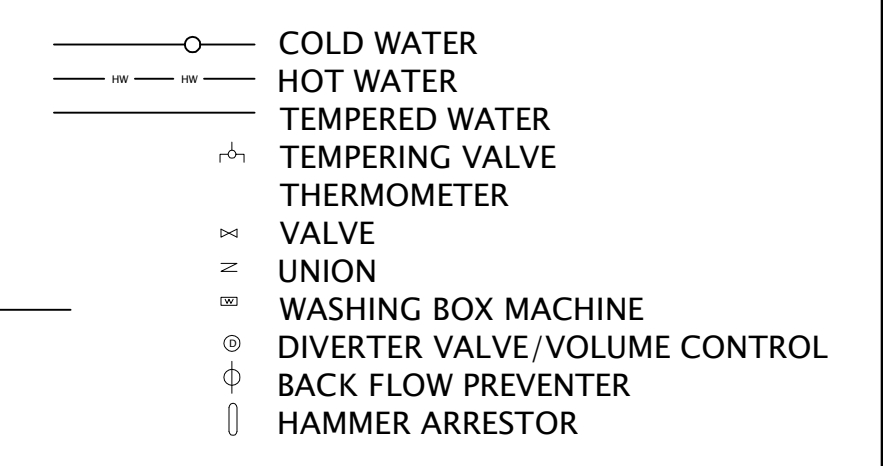 COLD WATER
HW HW HOT WATER
TEMPERED WATER
TEMPERING VALVE
THERMOMETER
VALVE
UNION
W WASHING BOX MACHINE
D DIVERTER VALVE/VOLUME CONTROL
BACK FLOW PREVENTER
HAMMER ARRESTOR